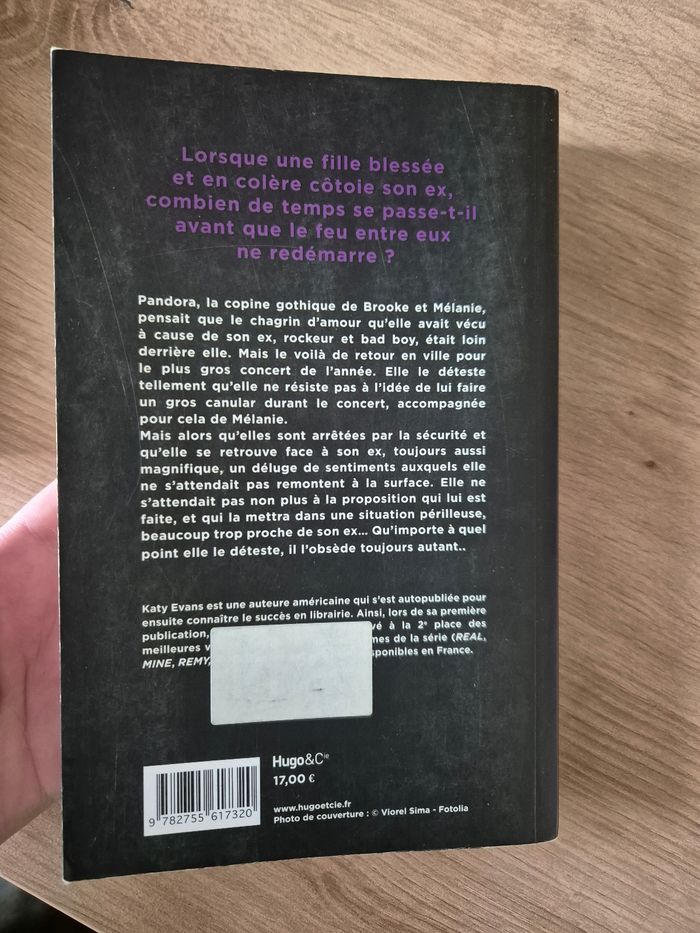 Lorsque une fille blessée
et en colère côtoie son ex,
combien de temps se passe-t-il
avant que le feu entre eux
ne redémarre ?
Pandora, la copine gothique de Brooke et Mélanie,
pensait que le chagrin d'amour qu'elle avait vécu
à cause de son ex, rockeur et bad boy, était loin
derrière elle. Mais le voilà de retour en ville pour
le plus gros concert de l'année. Elle le déteste
tellement qu'elle ne résiste pas à l'idée de lui faire
un gros canular durant le concert, accompagnée
pour cela de Mélanie.
Mais alors qu'elles sont arrêtées par la sécurité et
qu'elle se retrouve face à son ex, toujours aussi
magnifique, un déluge de sentiments auxquels elle
ne s'attendait pas remontent à la surface. Elle ne
s'attendait pas non plus à la proposition qui lui est
faite, et qui la mettra dans une situation périlleuse,
beaucoup trop proche de son ex... Qu'importe à quel
point elle le déteste, il l'obsède toujours autant..
Katy Evans est une auteure américaine qui s'est autopubliée pour
ensuite connaître le succès en librairie. Ainsi, lors de sa première
publication, à la 2e place des
meilleures de la série (REAL,
MINE, REMY, en France.
Hugo&Cie
17,00 €
9 782755 617320
www.hugoetcie.fr
Photo de couverture : © Viorel Sima - Fotolia